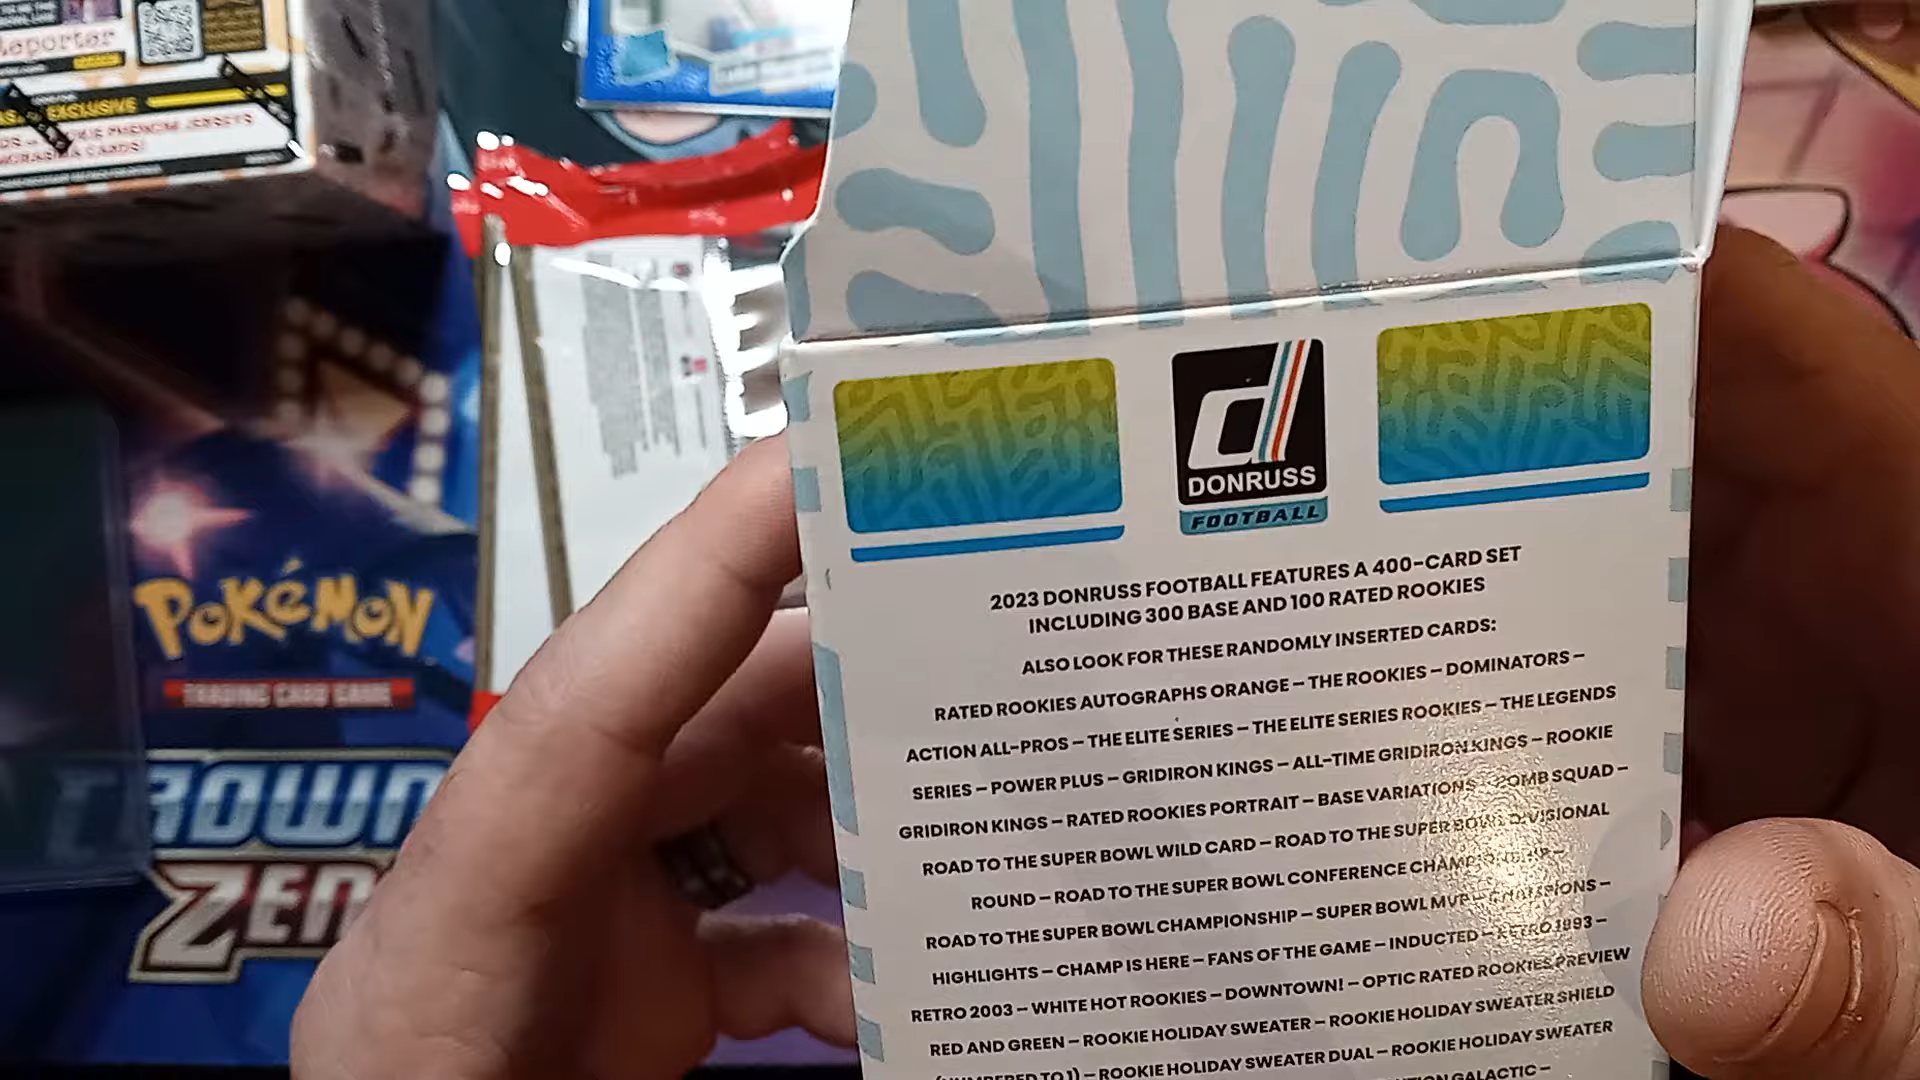 Reporter
EXCLUSIVE
PHENOM JERSEYS
CARDS!
POKéMON
TRADING CARD GAME
CROWN
ZEN
d
DONRUSS
FOOTBALL
2023 DONRUSS FOOTBALL FEATURES A 400-CARD SET
INCLUDING 300 BASE AND 100 RATED ROOKIES
ALSO LOOK FOR THESE RANDOMLY INSERTED CARDS:
RATED ROOKIES AUTOGRAPHS ORANGE – THE ROOKIES – DOMINATORS –
ACTION ALL-PROS – THE ELITE SERIES – THE ELITE SERIES ROOKIES – THE LEGENDS
SERIES – POWER PLUS – GRIDIRON KINGS – ALL-TIME GRIDIRON KINGS – ROOKIE
GRIDIRON KINGS – RATED ROOKIES PORTRAIT – BASE VARIATIONS – BOMB SQUAD –
ROAD TO THE SUPER BOWL WILD CARD – ROAD TO THE SUPER BOWL DIVISIONAL
ROUND – ROAD TO THE SUPER BOWL CONFERENCE CHAMPIONSHIP –
ROAD TO THE SUPER BOWL CHAMPIONSHIP – SUPER BOWL MVP – CHAMPIONS –
HIGHLIGHTS – CHAMP IS HERE – FANS OF THE GAME – INDUCTED – RETRO 1993 –
RETRO 2003 – WHITE HOT ROOKIES – DOWNTOWN! – OPTIC RATED ROOKIES PREVIEW
RED AND GREEN – ROOKIE HOLIDAY SWEATER – ROOKIE HOLIDAY SWEATER SHIELD
(NUMBERED TO 1) – ROOKIE HOLIDAY SWEATER DUAL – ROOKIE HOLIDAY SWEATER
GALACTIC –